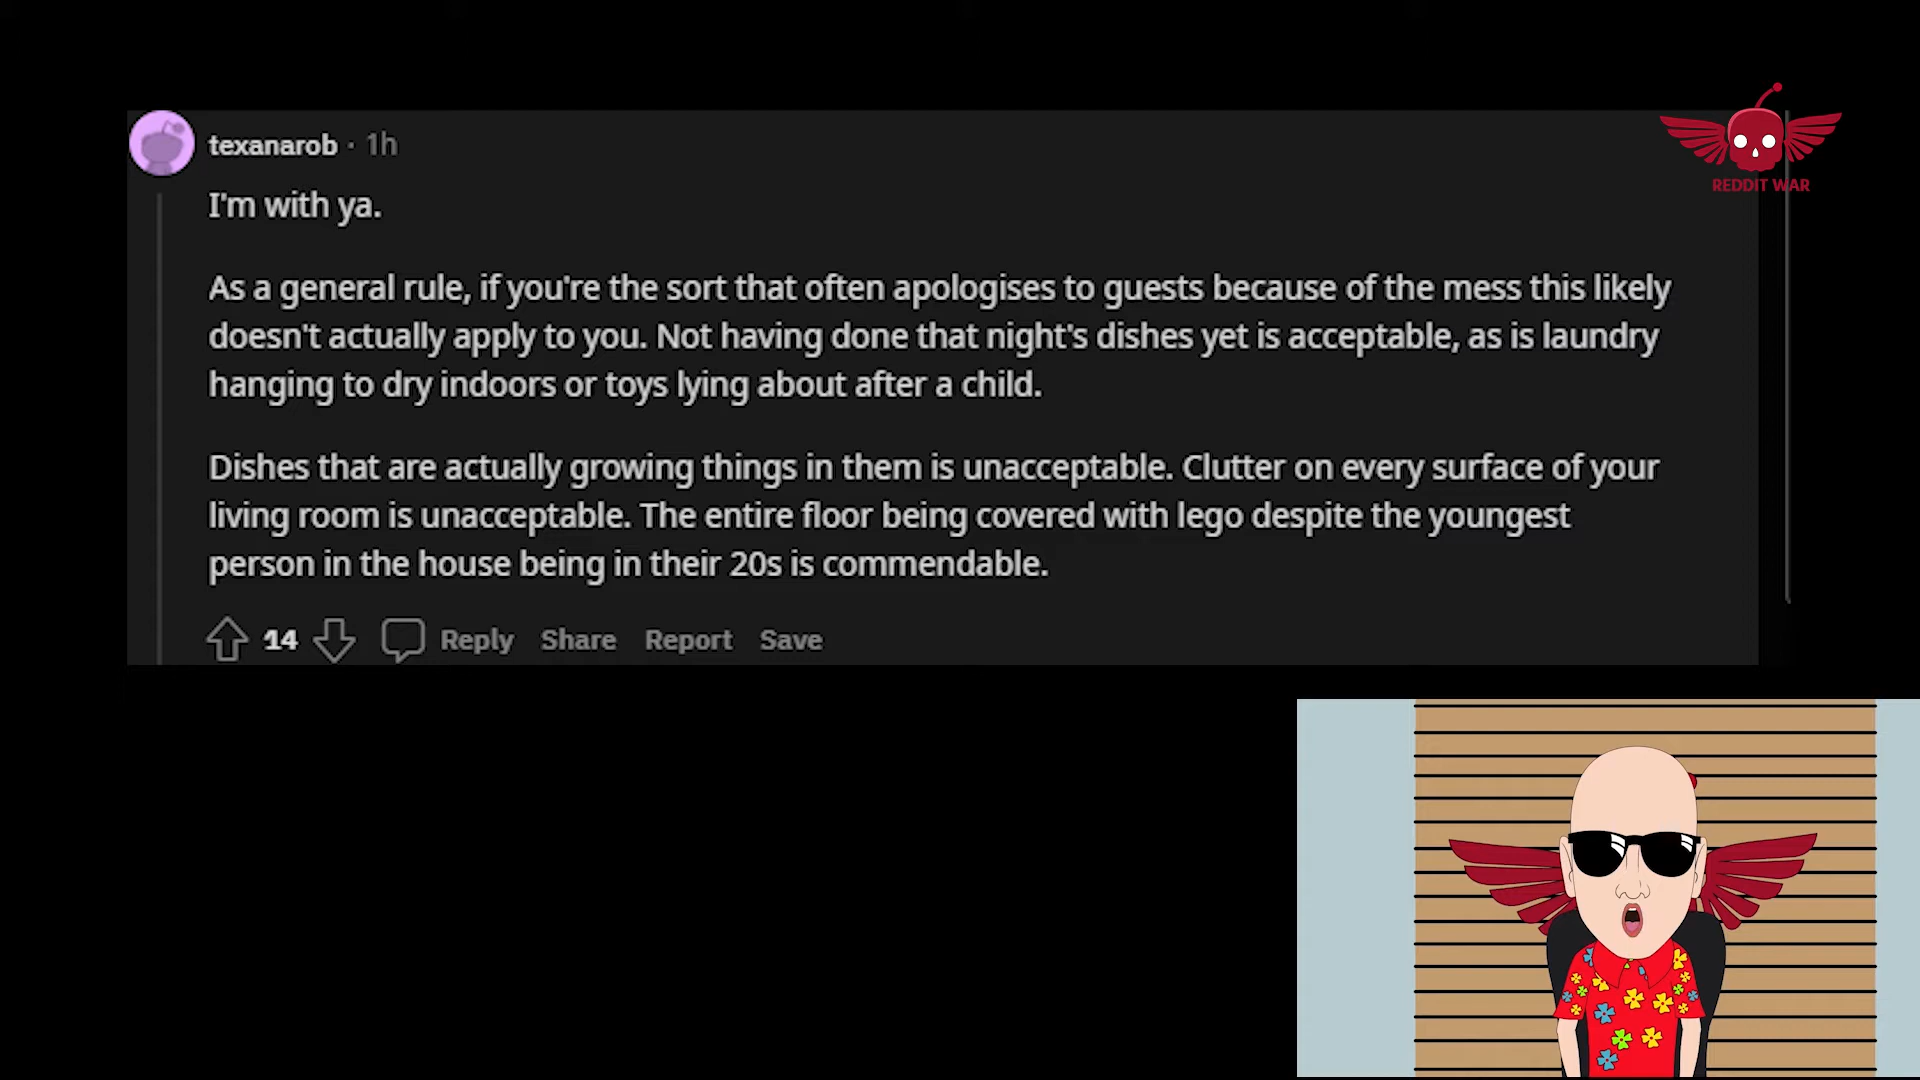 texanarob · 1h
REDDIT WAR
I'm with ya.
As a general rule, if you're the sort that often apologises to guests because of the mess this likely
doesn't actually apply to you. Not having done that night's dishes yet is acceptable, as is laundry
hanging to dry indoors or toys lying about after a child.
Dishes that are actually growing things in them is unacceptable. Clutter on every surface of your
living room is unacceptable. The entire floor being covered with lego despite the youngest
person in the house being in their 20s is commendable.
14 Reply Share Report Save